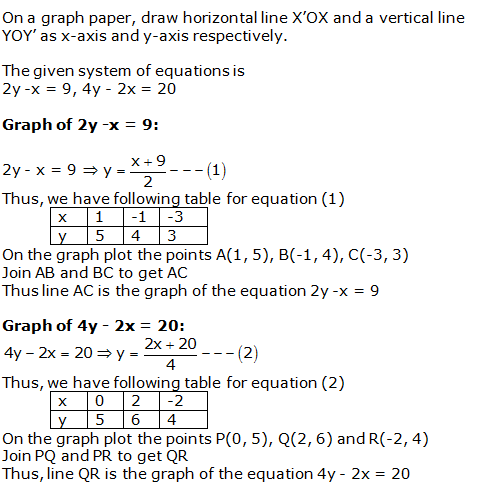 On a graph paper, draw horizontal line X'OX and a vertical line
YOY' as x-axis and y-axis respectively.
The given system of equations is
2y -x = 9, 4y - 2x = 20
Graph of 2y -x = 9:
2y - x = 9 ⇒ y = (x + 9)/2 - - - (1)
Thus, we have following table for equation (1)
x 1 -1 -3
y 5 4 3
On the graph plot the points A(1, 5), B(-1, 4), C(-3, 3)
Join AB and BC to get AC
Thus line AC is the graph of the equation 2y -x = 9
Graph of 4y - 2x = 20:
4y - 2x = 20 ⇒ y = (2x + 20)/4 - - - (2)
Thus, we have following table for equation (2)
x 0 2 -2
y 5 6 4
On the graph plot the points P(0, 5), Q(2, 6) and R(-2, 4)
Join PQ and PR to get QR
Thus, line QR is the graph of the equation 4y - 2x = 20